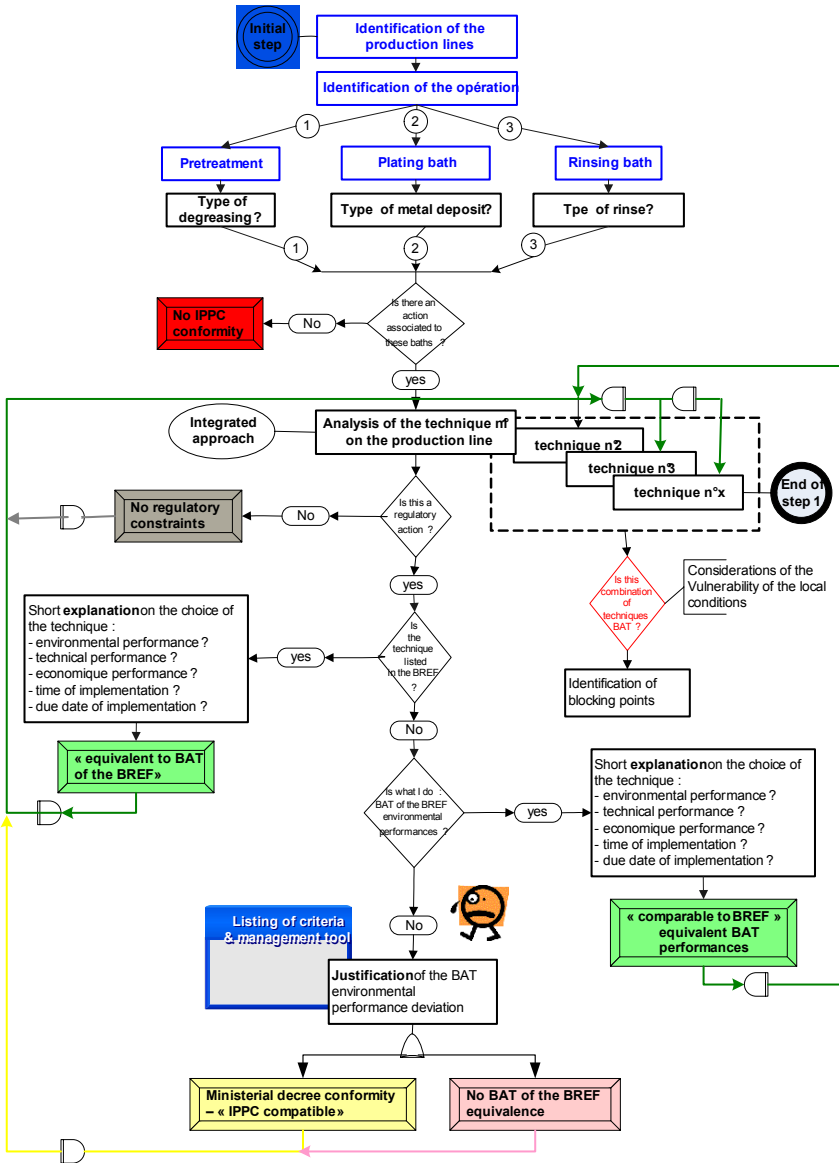 Initial
step
Identification of the
production lines
Identification of the opération
1
2
3
Pretreatment
Plating bath
Rinsing bath
Type of
degreasing ?
Type of metal deposit?
Tpe of rinse?
1
2
3
Is there an
action
associated to
these baths ?
No
No IPPC
conformity
yes
Integrated
approach
Analysis of the technique n°
on the production line
technique n°2
technique n°3
technique n°x
End of
step 1
Is this a
regulatory
action ?
No
No regulatory
constraints
yes
Is this
combination
of
techniques
BAT ?
Considerations of the
Vulnerability of the local
conditions
Identification of
blocking points
Is
the
technique
listed
in the BREF
?
yes
Short explanation on the choice of
the technique :
- environmental performance ?
- technical performance ?
- economique performance ?
- time of implementation ?
- due date of implementation ?
« equivalent to BAT
of the BREF»
No
Is what I do :
BAT of the BREF
environmental
performances ?
yes
Short explanation on the choice of
the technique :
- environmental performance ?
- technical performance ?
- economique performance ?
- time of implementation ?
- due date of implementation ?
« comparable to BREF »
equivalent BAT
performances
No
Listing of criteria
& management tool
Justification of the BAT
environmental
performance deviation
Ministerial decree conformity
– « IPPC compatible»
No BAT of the BREF
equivalence